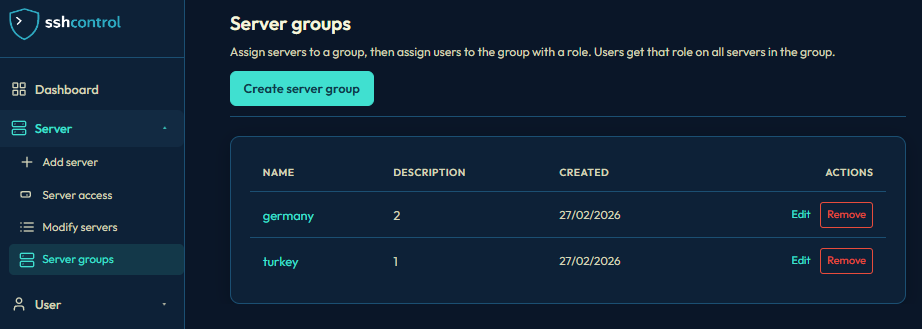 sshcontrol
Dashboard
Server
Add server
Server access
Modify servers
Server groups
User
Server groups
Assign servers to a group, then assign users to the group with a role. Users get that role on all servers in the group.
Create server group
NAME DESCRIPTION CREATED ACTIONS
germany 2 27/02/2026 Edit Remove
turkey 1 27/02/2026 Edit Remove